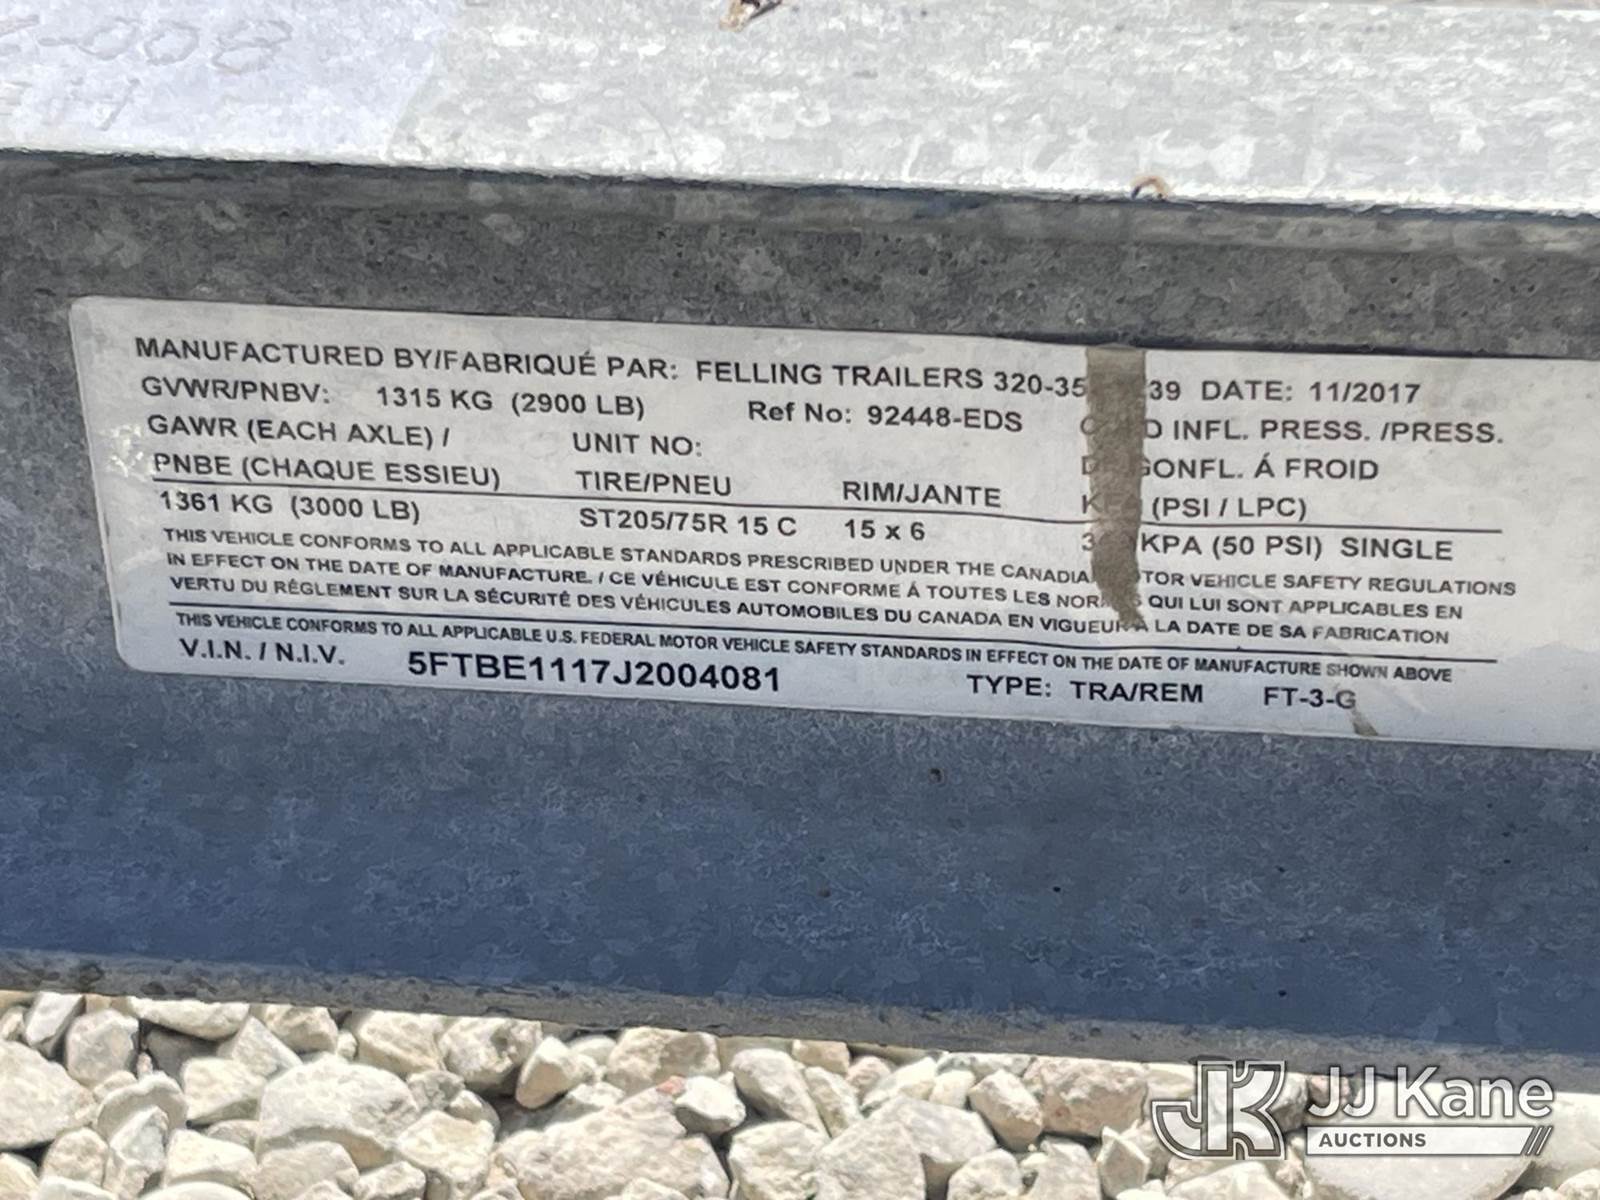 -008
MANUFACTURED BY/FABRIQUÉ PAR: FELLING TRAILERS 320-35 39 DATE: 11/2017
GVWR/PNBV: 1315 KG (2900 LB) Ref No: 92448-EDS
GAWR (EACH AXLE) / UNIT NO: INFL. PRESS. /PRESS.
PNBE (CHAQUE ESSIEU) TIRE/PNEU RIM/JANTE Á FROID
(PSI / LPC)
1361 KG (3000 LB) ST205/75R 15 C 15 x 6 KPA (50 PSI) SINGLE
THIS VEHICLE CONFORMS TO ALL APPLICABLE STANDARDS PRESCRIBED UNDER THE CANADIAN MOTOR VEHICLE SAFETY REGULATIONS
IN EFFECT ON THE DATE OF MANUFACTURE. / CE VÉHICULE EST CONFORME Á TOUTES LES NORMES QUI LUI SONT APPLICABLES EN
VERTU DU RÉGLEMENT SUR LA SÉCURITÉ DES VÉHICULES AUTOMOBILES DU CANADA EN VIGUEUR Á LA DATE DE SA FABRICATION
THIS VEHICLE CONFORMS TO ALL APPLICABLE U.S. FEDERAL MOTOR VEHICLE SAFETY STANDARDS IN EFFECT ON THE DATE OF MANUFACTURE SHOWN ABOVE
V.I.N. / N.I.V. 5FTBE1117J2004081 TYPE: TRA/REM FT-3-G
JK JJ Kane
AUCTIONS